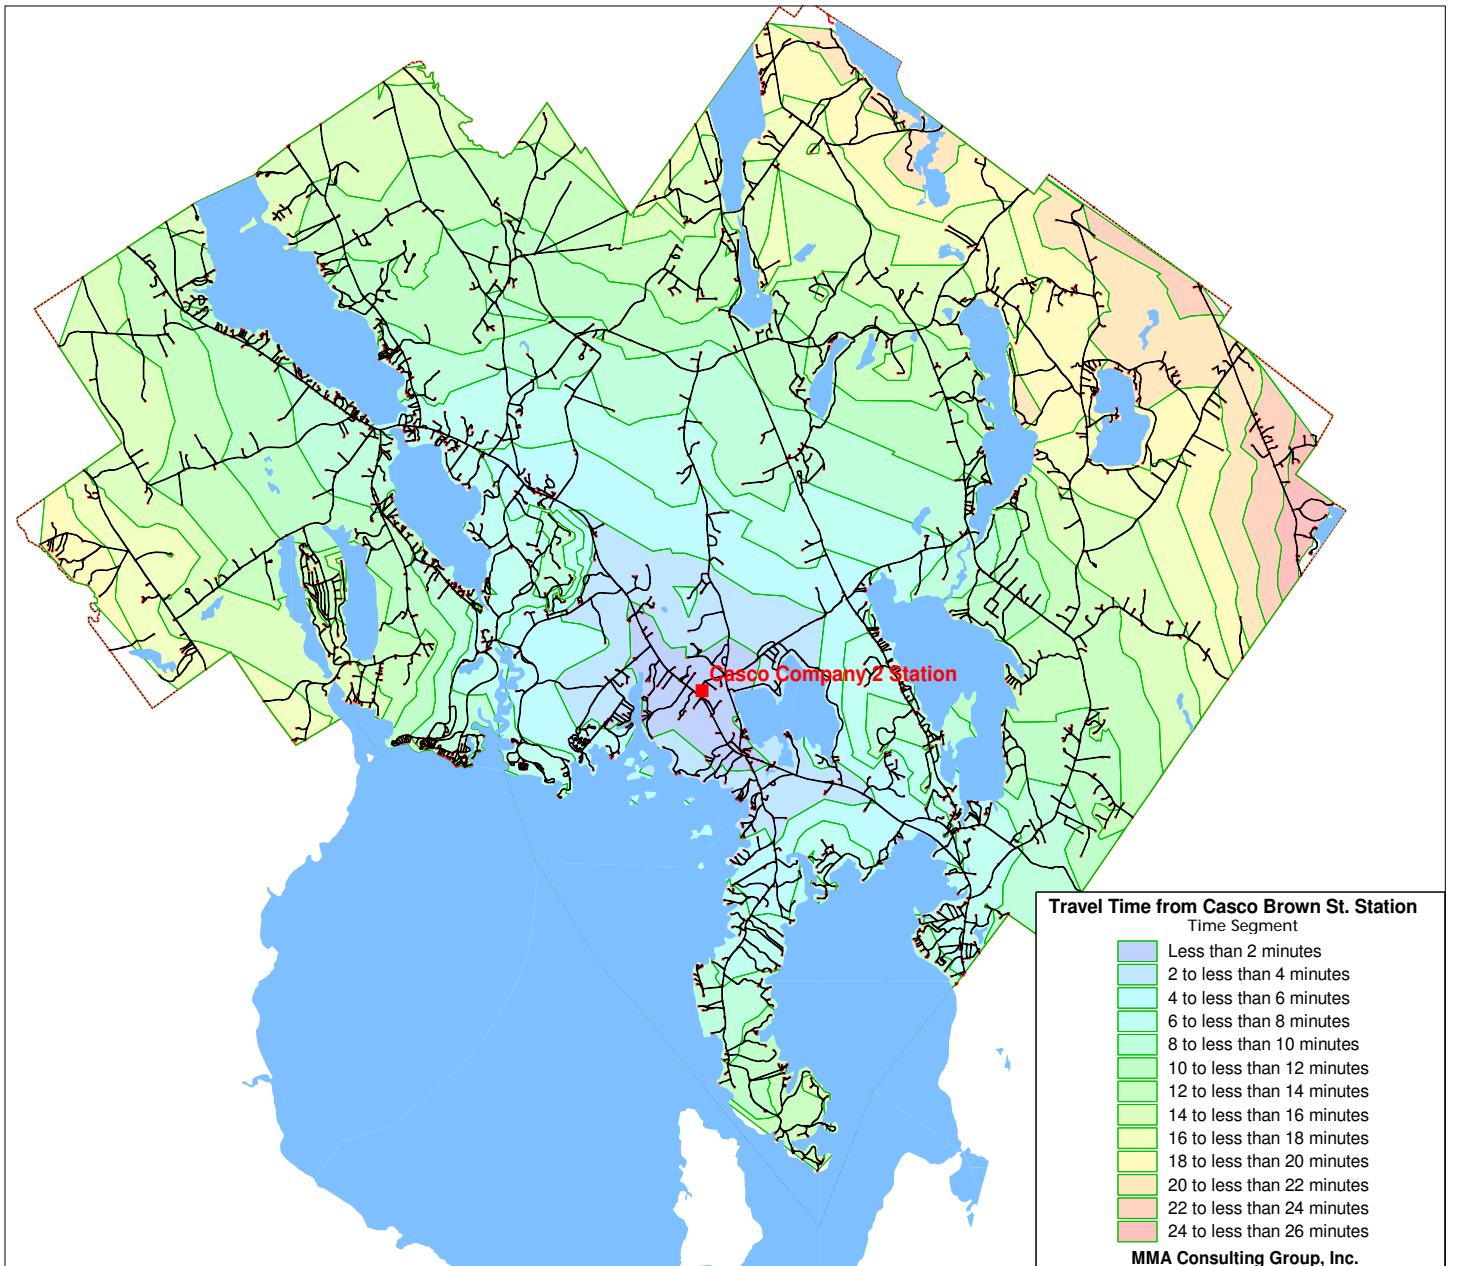 Casco Company 2 Station
Travel Time from Casco Brown St. Station
Time Segment
Less than 2 minutes
2 to less than 4 minutes
4 to less than 6 minutes
6 to less than 8 minutes
8 to less than 10 minutes
10 to less than 12 minutes
12 to less than 14 minutes
14 to less than 16 minutes
16 to less than 18 minutes
18 to less than 20 minutes
20 to less than 22 minutes
22 to less than 24 minutes
24 to less than 26 minutes
MMA Consulting Group, Inc.